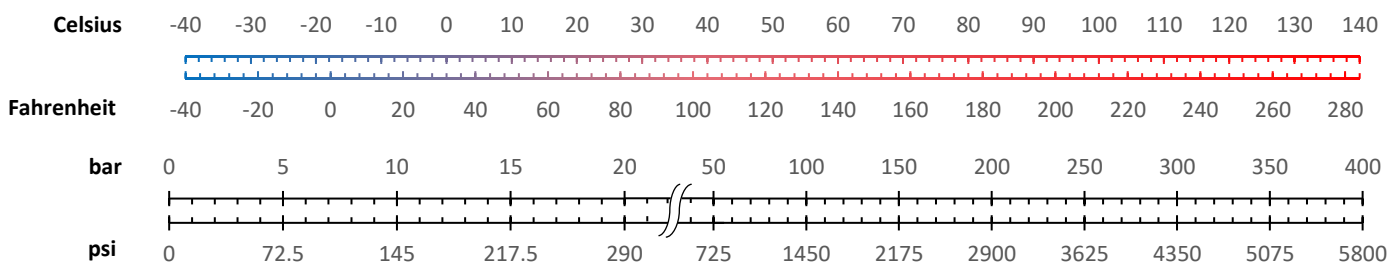 Celsius -40 -30 -20 -10 0 10 20 30 40 50 60 70 80 90 100 110 120 130 140
Fahrenheit -40 -20 0 20 40 60 80 100 120 140 160 180 200 220 240 260 280
bar 0 5 10 15 20 50 100 150 200 250 300 350 400
psi 0 72.5 145 217.5 290 725 1450 2175 2900 3625 4350 5075 5800